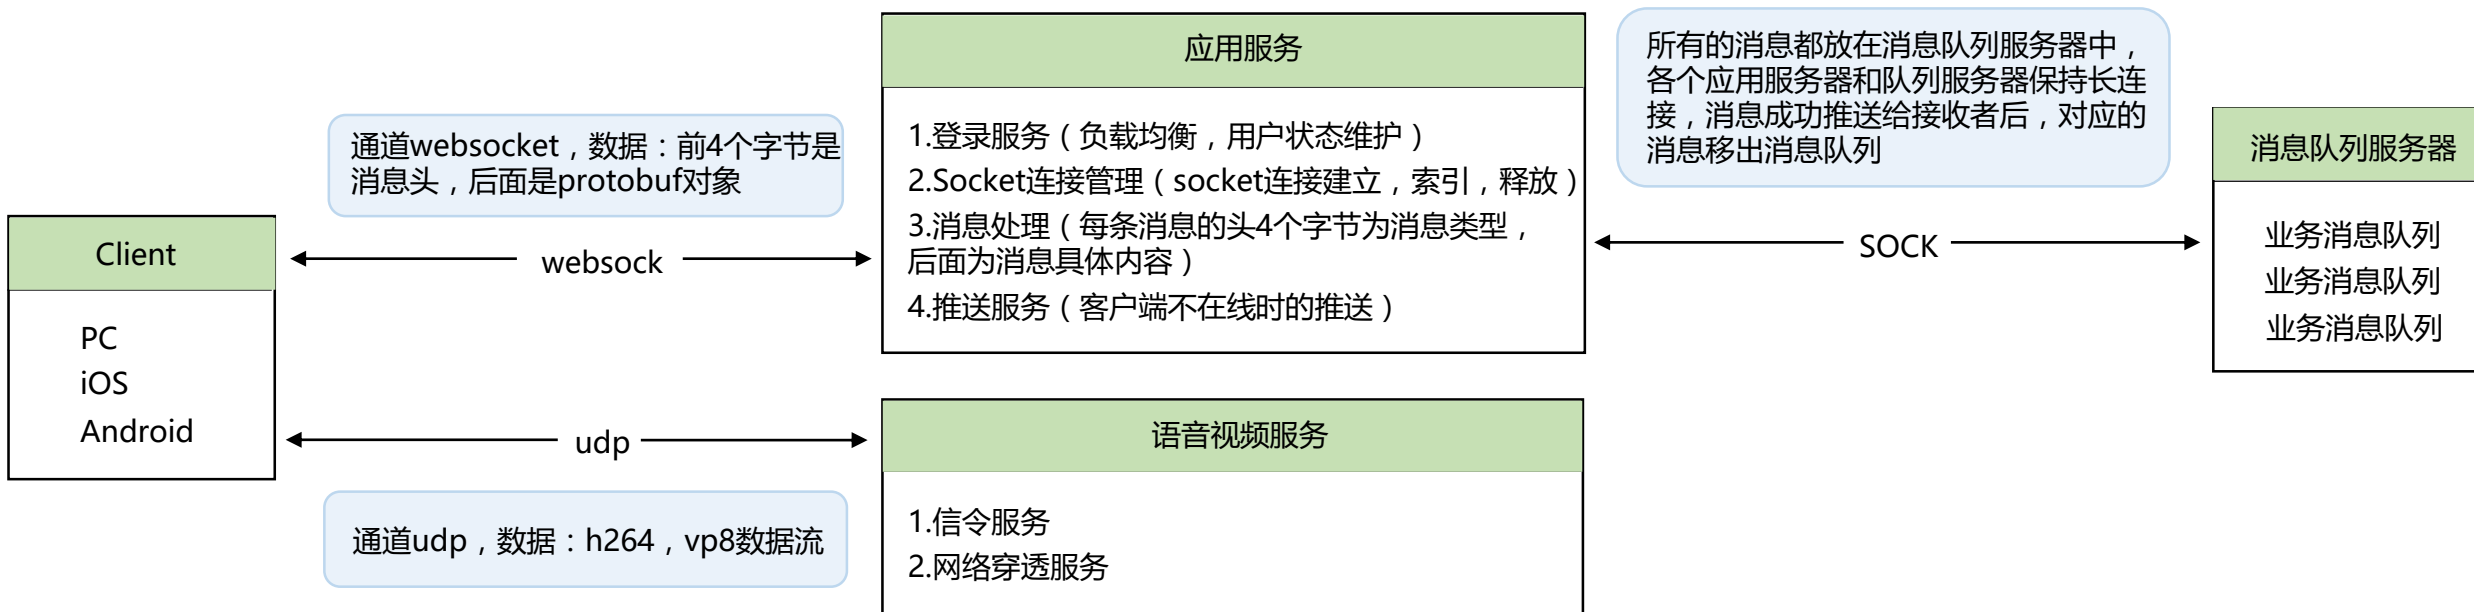 应用服务
1.登录服务（负载均衡，用户状态维护）
2.Socket连接管理（socket连接建立，索引，释放）
3.消息处理（每条消息的头4个字节为消息类型，
后面为消息具体内容）
4.推送服务（客户端不在线时的推送）
所有的消息都放在消息队列服务器中，
各个应用服务器和队列服务器保持长连
接，消息成功推送给接收者后，对应的
消息移出消息队列
通道websocket，数据：前4个字节是
消息头，后面是protobuf对象
消息队列服务器
业务消息队列
业务消息队列
业务消息队列
Client
PC
iOS
Android
websock
SOCK
udp
语音视频服务
1.信令服务
2.网络穿透服务
通道udp，数据：h264，vp8数据流